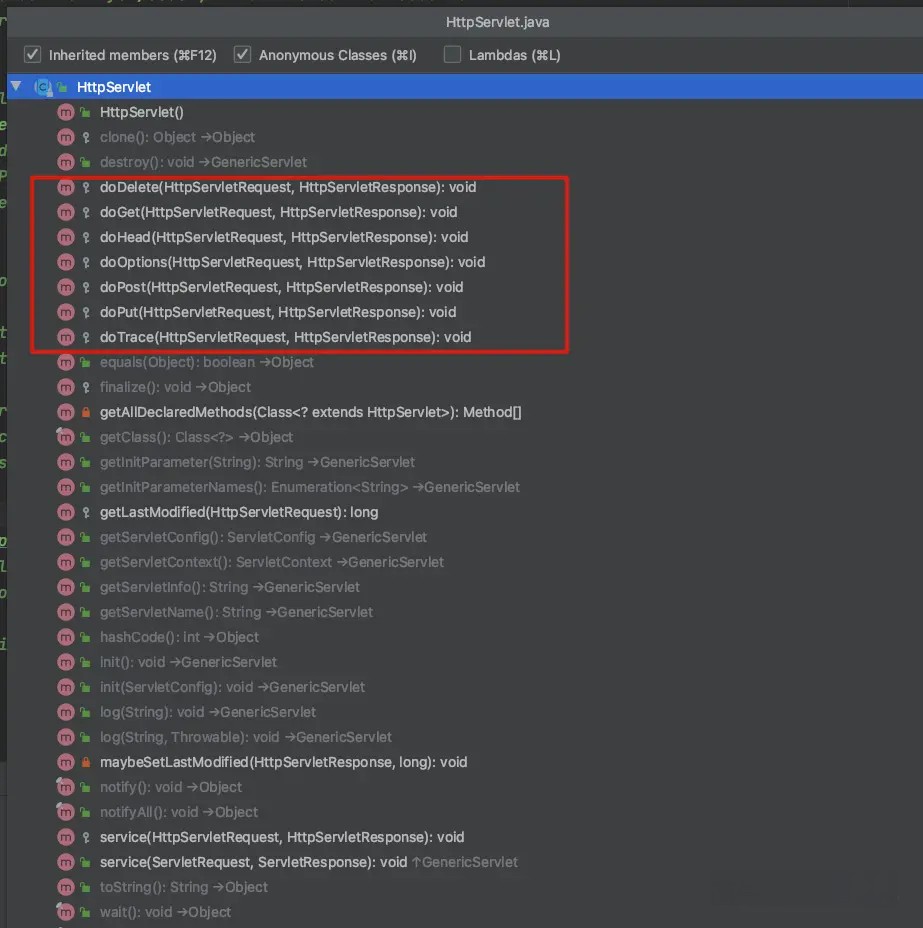 HttpServlet.java
Inherited members (⌘F12) Anonymous Classes (⌘I) Lambdas (⌘L)
HttpServlet
HttpServlet()
clone(): Object →Object
destroy(): void →GenericServlet
doDelete(HttpServletRequest, HttpServletResponse): void
doGet(HttpServletRequest, HttpServletResponse): void
doHead(HttpServletRequest, HttpServletResponse): void
doOptions(HttpServletRequest, HttpServletResponse): void
doPost(HttpServletRequest, HttpServletResponse): void
doPut(HttpServletRequest, HttpServletResponse): void
doTrace(HttpServletRequest, HttpServletResponse): void
equals(Object): boolean →Object
finalize(): void →Object
getAllDeclaredMethods(Class<? extends HttpServlet>): Method[]
getClass(): Class<?> →Object
getInitParameter(String): String →GenericServlet
getInitParameterNames(): Enumeration<String> →GenericServlet
getLastModified(HttpServletRequest): long
getServletConfig(): ServletConfig →GenericServlet
getServletContext(): ServletContext →GenericServlet
getServletInfo(): String →GenericServlet
getServletName(): String →GenericServlet
hashCode(): int →Object
init(): void →GenericServlet
init(ServletConfig): void →GenericServlet
log(String): void →GenericServlet
log(String, Throwable): void →GenericServlet
maybeSetLastModified(HttpServletResponse, long): void
notify(): void →Object
notifyAll(): void →Object
service(HttpServletRequest, HttpServletResponse): void
service(ServletRequest, ServletResponse): void ↑GenericServlet
toString(): String →Object
wait(): void →Object